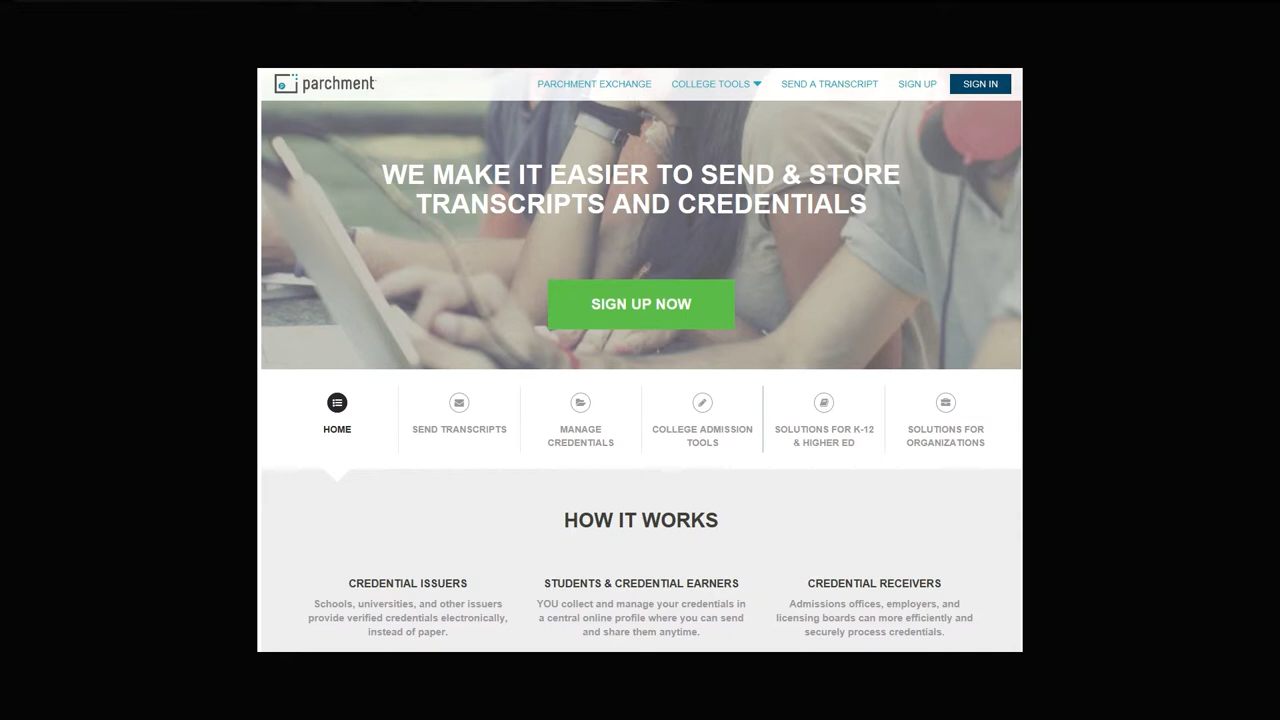 parchment
PARCHMENT EXCHANGE
COLLEGE TOOLS
SEND A TRANSCRIPT
SIGN UP
SIGN IN
WE MAKE IT EASIER TO SEND & STORE
TRANSCRIPTS AND CREDENTIALS
SIGN UP NOW
HOME
SEND TRANSCRIPTS
MANAGE
CREDENTIALS
COLLEGE ADMISSION
TOOLS
SOLUTIONS FOR K-12
& HIGHER ED
SOLUTIONS FOR
ORGANIZATIONS
HOW IT WORKS
CREDENTIAL ISSUERS
Schools, universities, and other issuers
provide verified credentials electronically,
instead of paper.
STUDENTS & CREDENTIAL EARNERS
YOU collect and manage your credentials in
a central online profile where you can send
and share them anytime.
CREDENTIAL RECEIVERS
Admissions offices, employers, and
licensing boards can more efficiently and
securely process credentials.